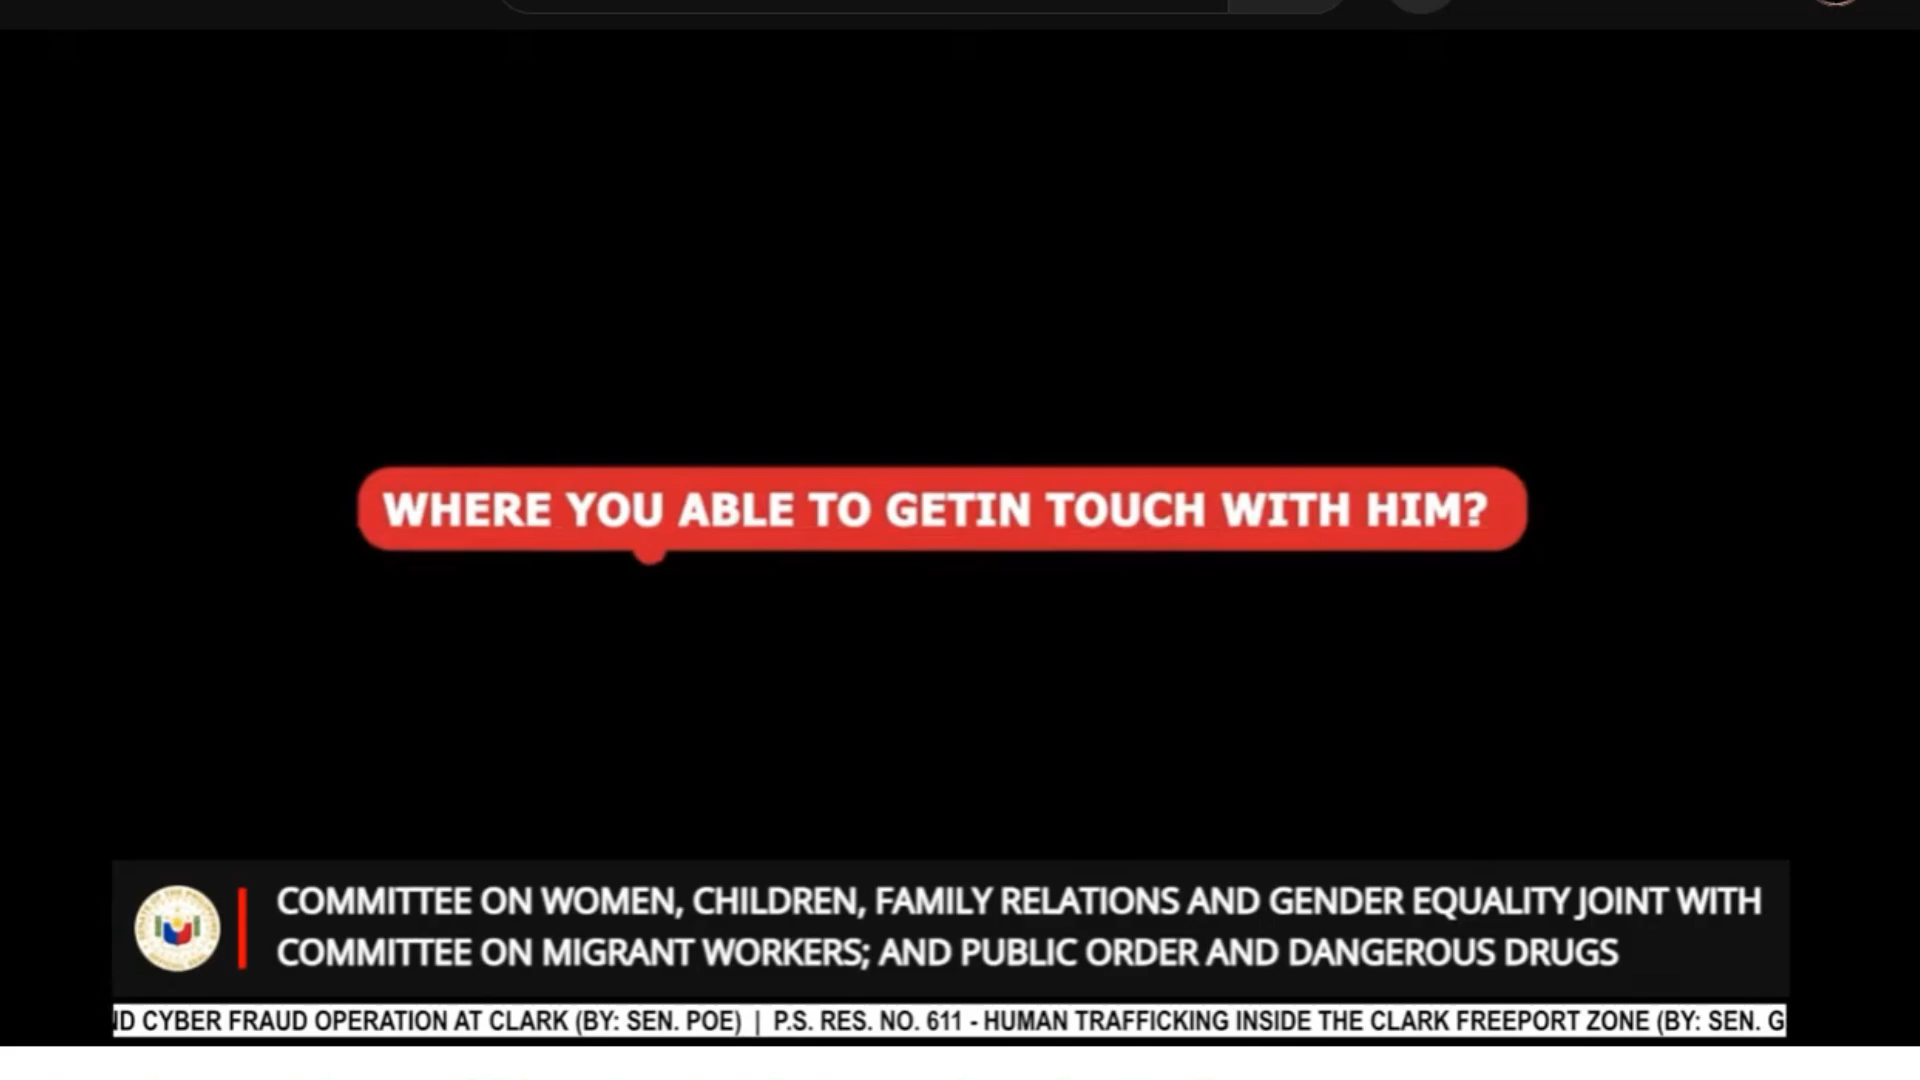 WHERE YOU ABLE TO GETIN TOUCH WITH HIM?
COMMITTEE ON WOMEN, CHILDREN, FAMILY RELATIONS AND GENDER EQUALITY JOINT WITH
COMMITTEE ON MIGRANT WORKERS; AND PUBLIC ORDER AND DANGEROUS DRUGS
ND CYBER FRAUD OPERATION AT CLARK (BY: SEN. POE) | P.S. RES. NO. 611 - HUMAN TRAFFICKING INSIDE THE CLARK FREEPORT ZONE (BY: SEN. G